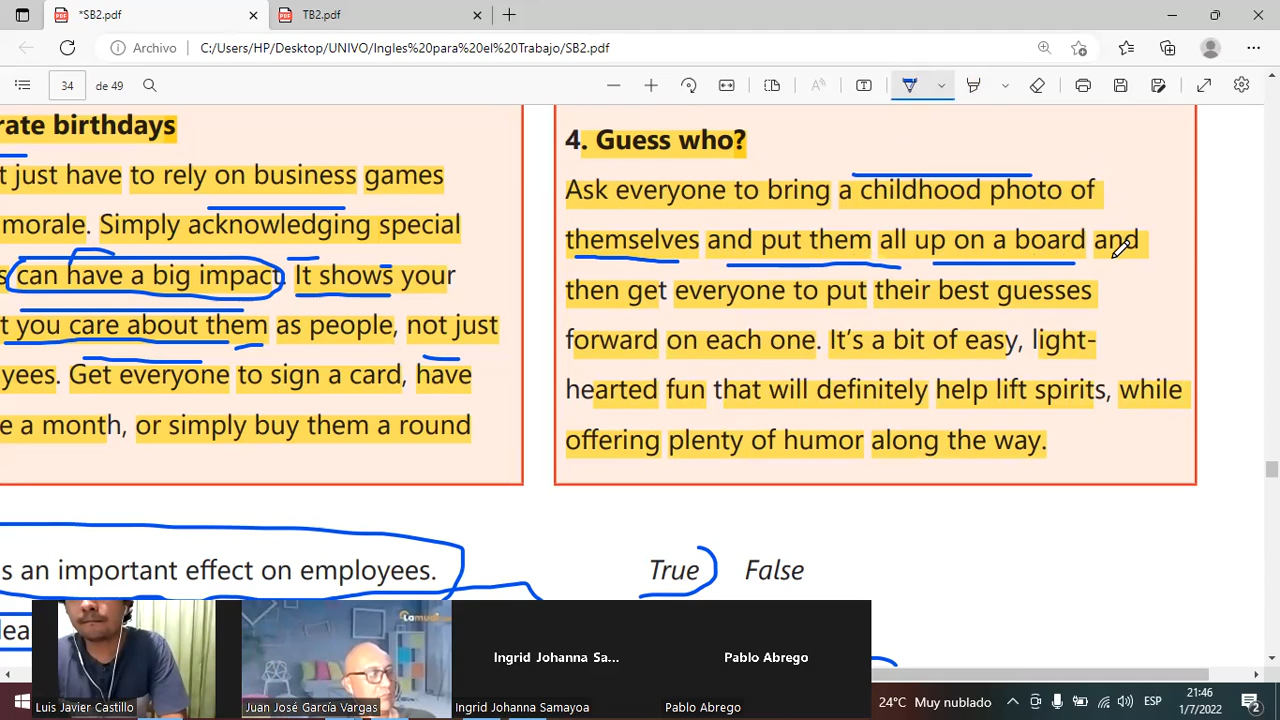 *SB2.pdf
TB2.pdf
Archivo
C:/Users/HP/Desktop/UNIVO/Ingles%20para%20el%20Trabajo/SB2.pdf
34 de 49
rate birthdays
t just have to rely on business games
morale. Simply acknowledging special
s can have a big impact. It shows your
t you care about them as people, not just
yees. Get everyone to sign a card, have
e a month, or simply buy them a round
4. Guess who?
Ask everyone to bring a childhood photo of
themselves and put them all up on a board and
then get everyone to put their best guesses
forward on each one. It's a bit of easy, light-
hearted fun that will definitely help lift spirits, while
offering plenty of humor along the way.
s an important effect on employees.
True False
lea
Lamudi
Ingrid Johanna Sa...
Pablo Abrego
Luis Javier Castillo
Juan José García Vargas
Ingrid Johanna Samayoa
Pablo Abrego
24°C Muy nublado
ESP
21:46
1/7/2022
2